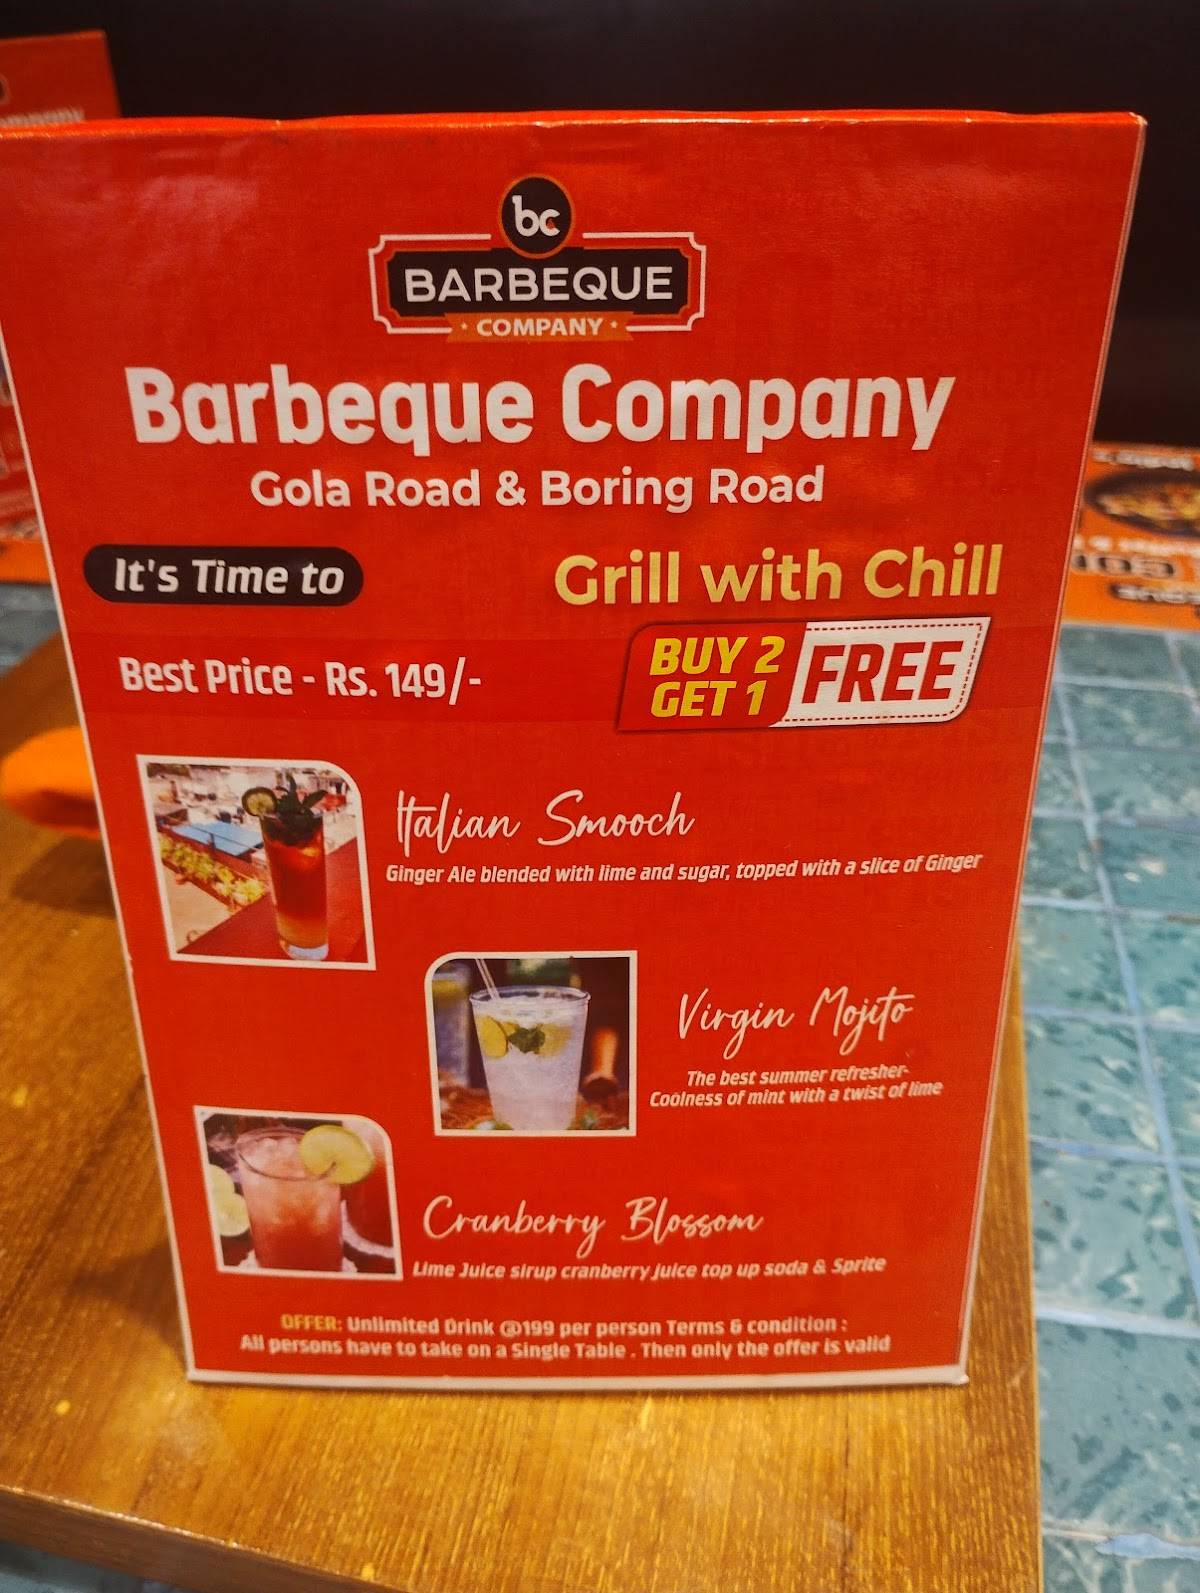 bc
BARBEQUE
COMPANY
Barbeque Company
Gola Road & Boring Road
It's Time to
Grill with Chill
Best Price - Rs. 149/-
BUY 2
GET 1
FREE
Italian Smooch
Ginger Ale blended with lime and sugar, topped with a slice of Ginger
Virgin Mojito
The best summer refresher-
Coolness of mint with a twist of lime
Cranberry Blossom
Lime Juice sirup cranberry juice top up soda & Sprite
OFFER: Unlimited Drink @199 per person Terms & condition :
All persons have to take on a Single Table . Then only the offer is valid